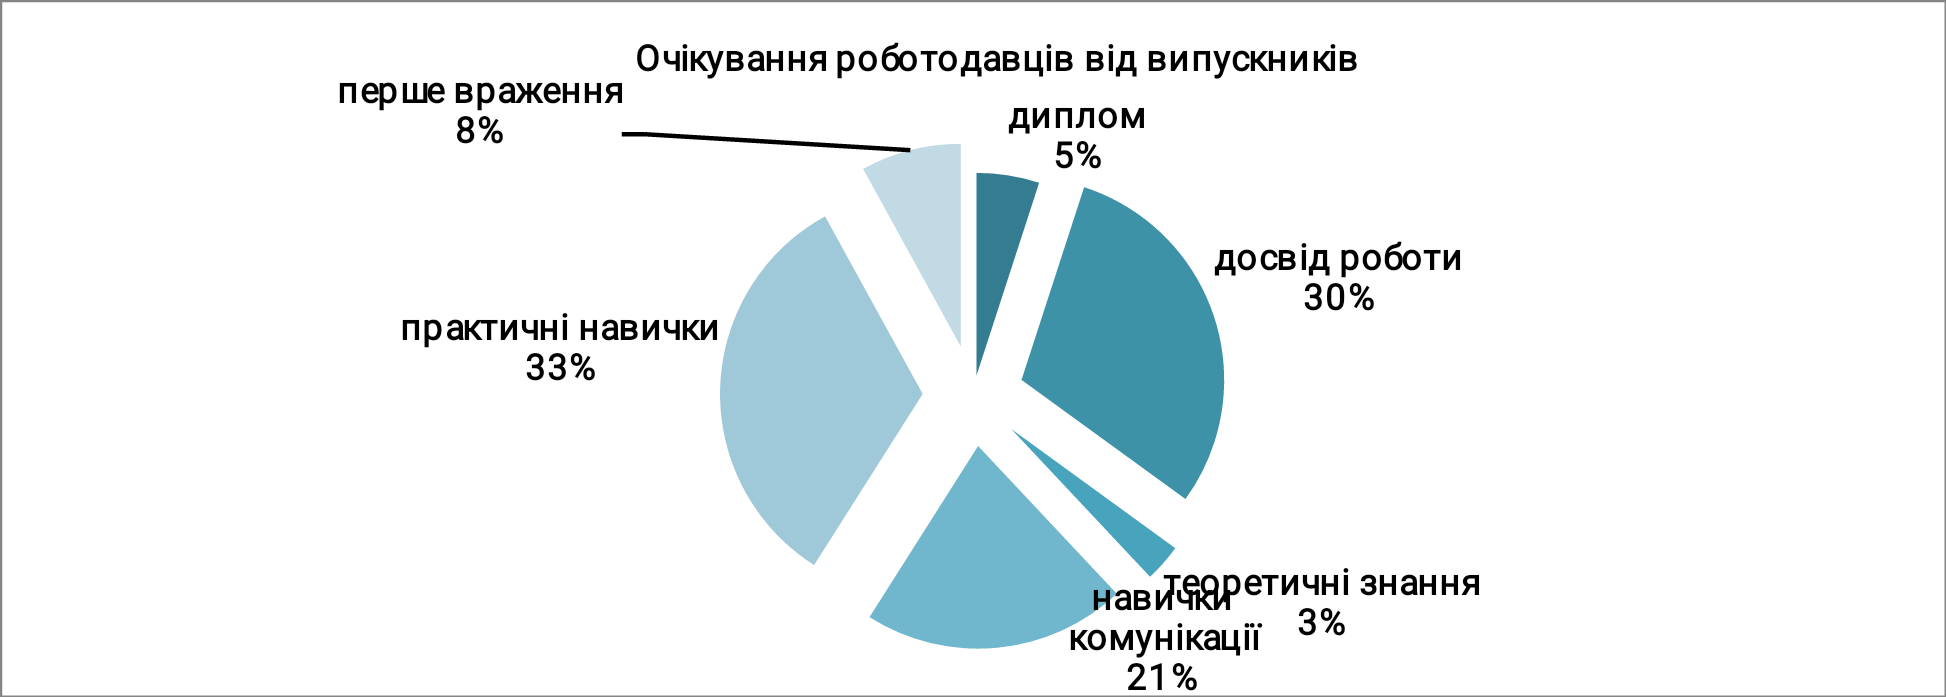 Очікування роботодавців від випускників
перше враження
8%
диплом
5%
досвід роботи
30%
практичні навички
33%
теоретичні знання
3%
навички
комунікації
21%